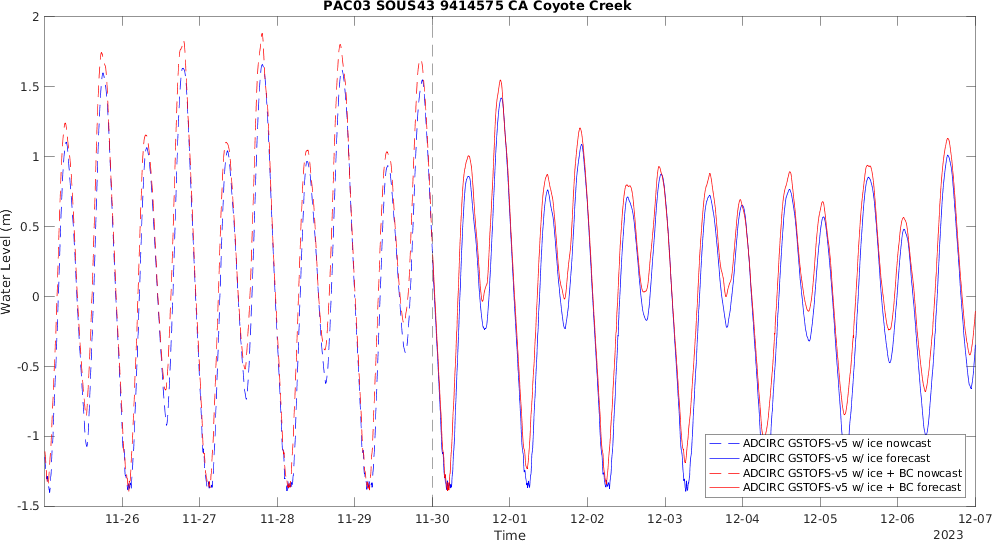 PAC03 SOUS43 9414575 CA Coyote Creek
Water Level (m)
2
1.5
1
0.5
0
-0.5
-1
-1.5
ADCIRC GSTOFS-v5 w/ ice nowcast
ADCIRC GSTOFS-v5 w/ ice forecast
ADCIRC GSTOFS-v5 w/ ice + BC nowcast
ADCIRC GSTOFS-v5 w/ ice + BC forecast
11-26 11-27 11-28 11-29 11-30 12-01 12-02 12-03 12-04 12-05 12-06 12-07
Time
2023